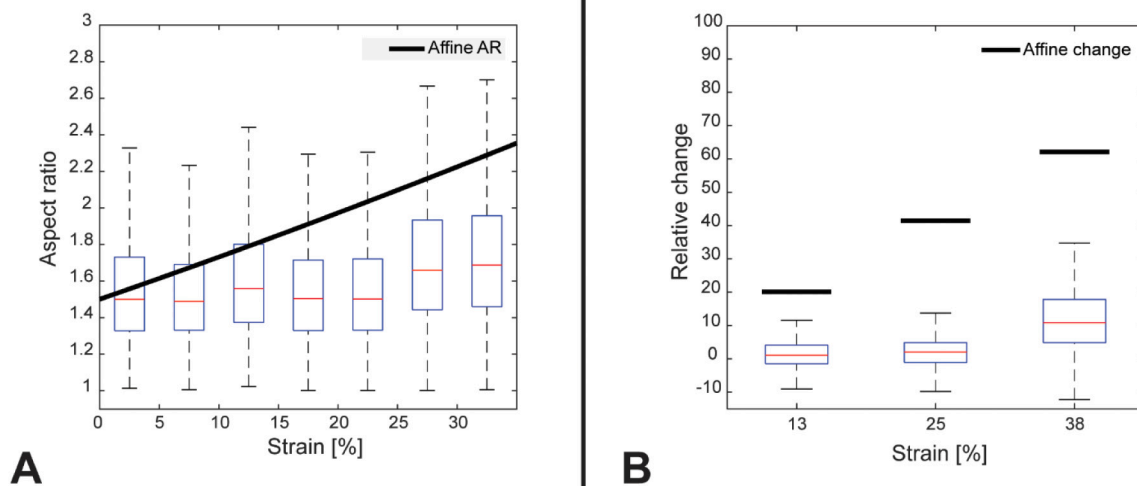 3
2.8
2.6
2.4
2.2
2
1.8
1.6
1.4
1.2
1
Aspect ratio
Affine AR
0 5 10 15 20 25 30
Strain [%]
A
100
90
80
70
60
50
40
30
20
10
0
-10
Relative change
Affine change
13 25 38
Strain [%]
B